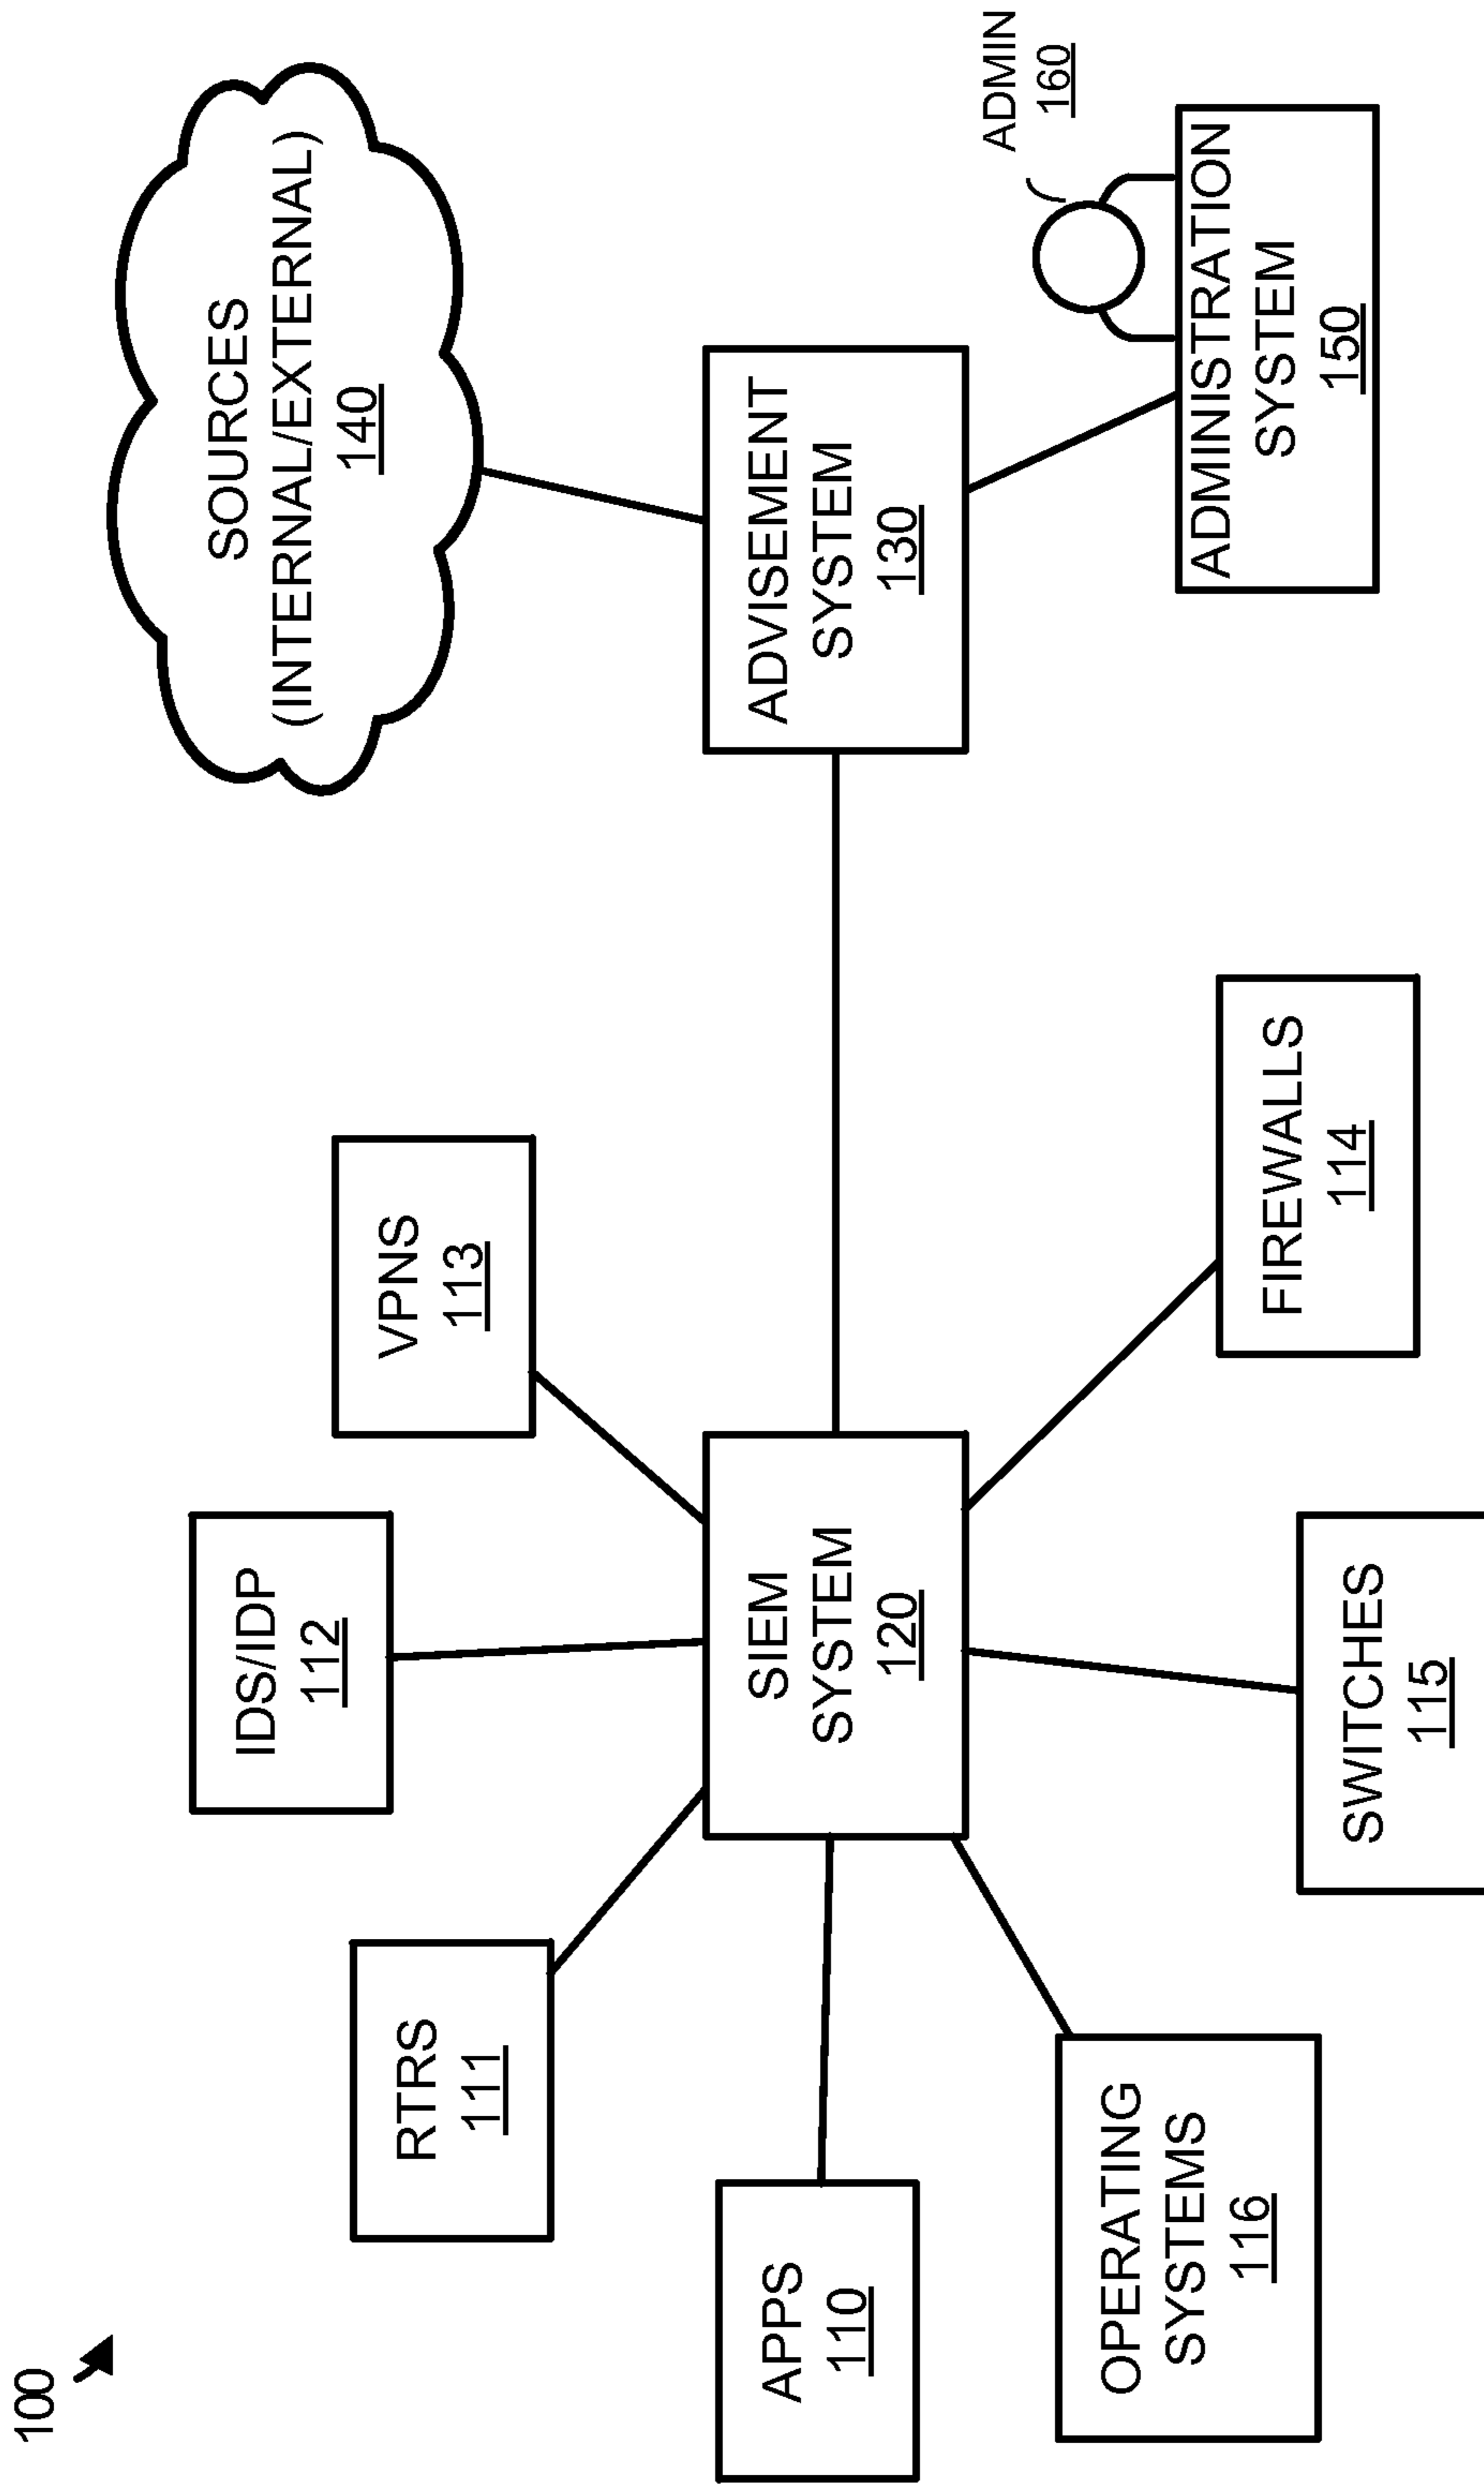 100
RTRS
111
IDS/IDP
112
VPNS
113
SOURCES
(INTERNAL/EXTERNAL)
140
APPS
110
SIEM
SYSTEM
120
ADVISEMENT
SYSTEM
130
ADMIN
160
OPERATING
SYSTEMS
116
SWITCHES
115
FIREWALLS
114
ADMINISTRATION
SYSTEM
150